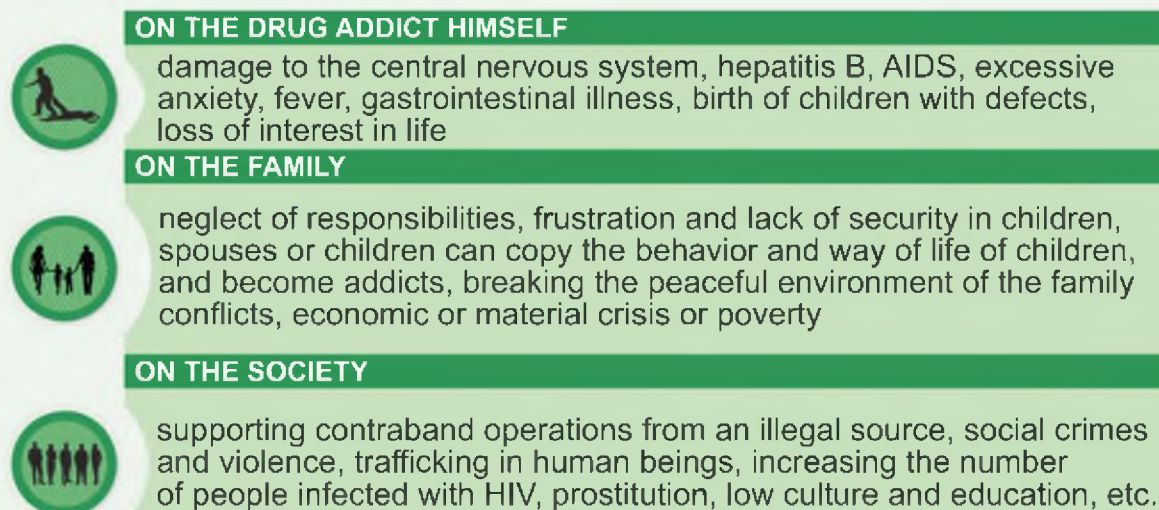 ON THE DRUG ADDICT HIMSELF
damage to the central nervous system, hepatitis B, AIDS, excessive
anxiety, fever, gastrointestinal illness, birth of children with defects,
loss of interest in life
ON THE FAMILY
neglect of responsibilities, frustration and lack of security in children,
spouses or children can copy the behavior and way of life of children,
and become addicts, breaking the peaceful environment of the family
conflicts, economic or material crisis or poverty
ON THE SOCIETY
supporting contraband operations from an illegal source, social crimes
and violence, trafficking in human beings, increasing the number
of people infected with HIV, prostitution, low culture and education, etc.